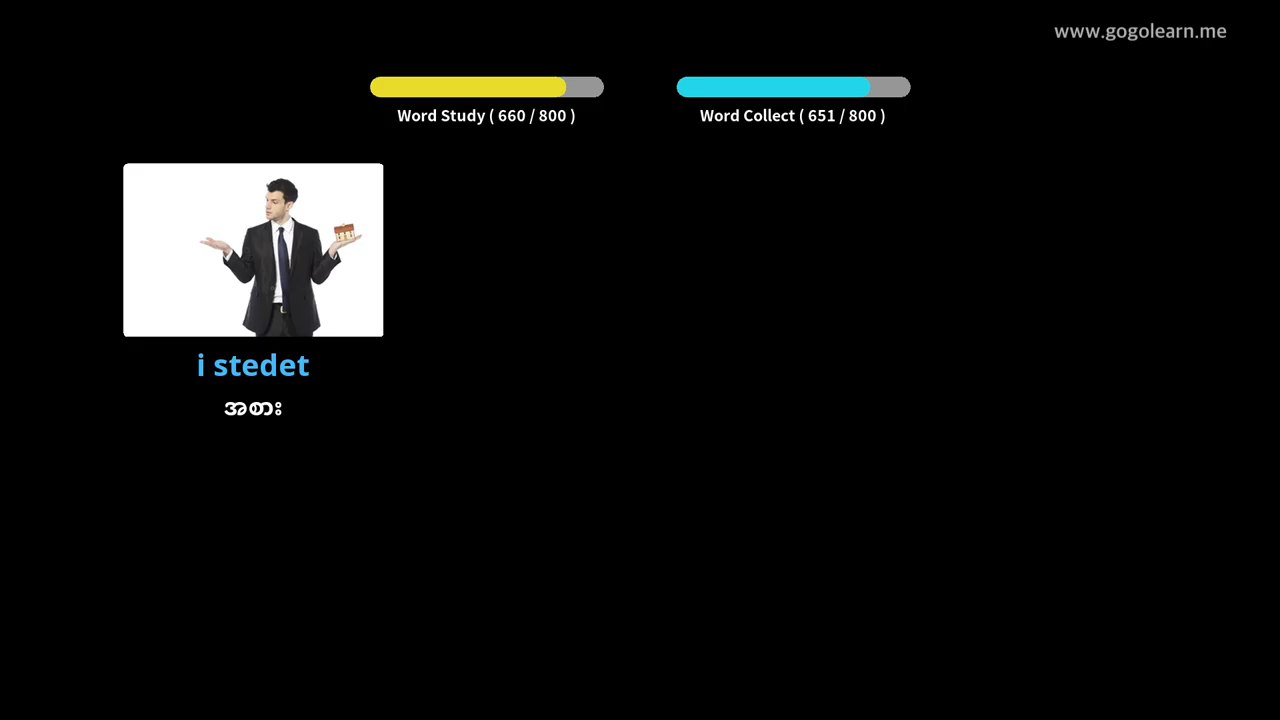 www.gogolearn.me
Word Study ( 660 / 800 )
Word Collect ( 651 / 800 )
i stedet
အစား